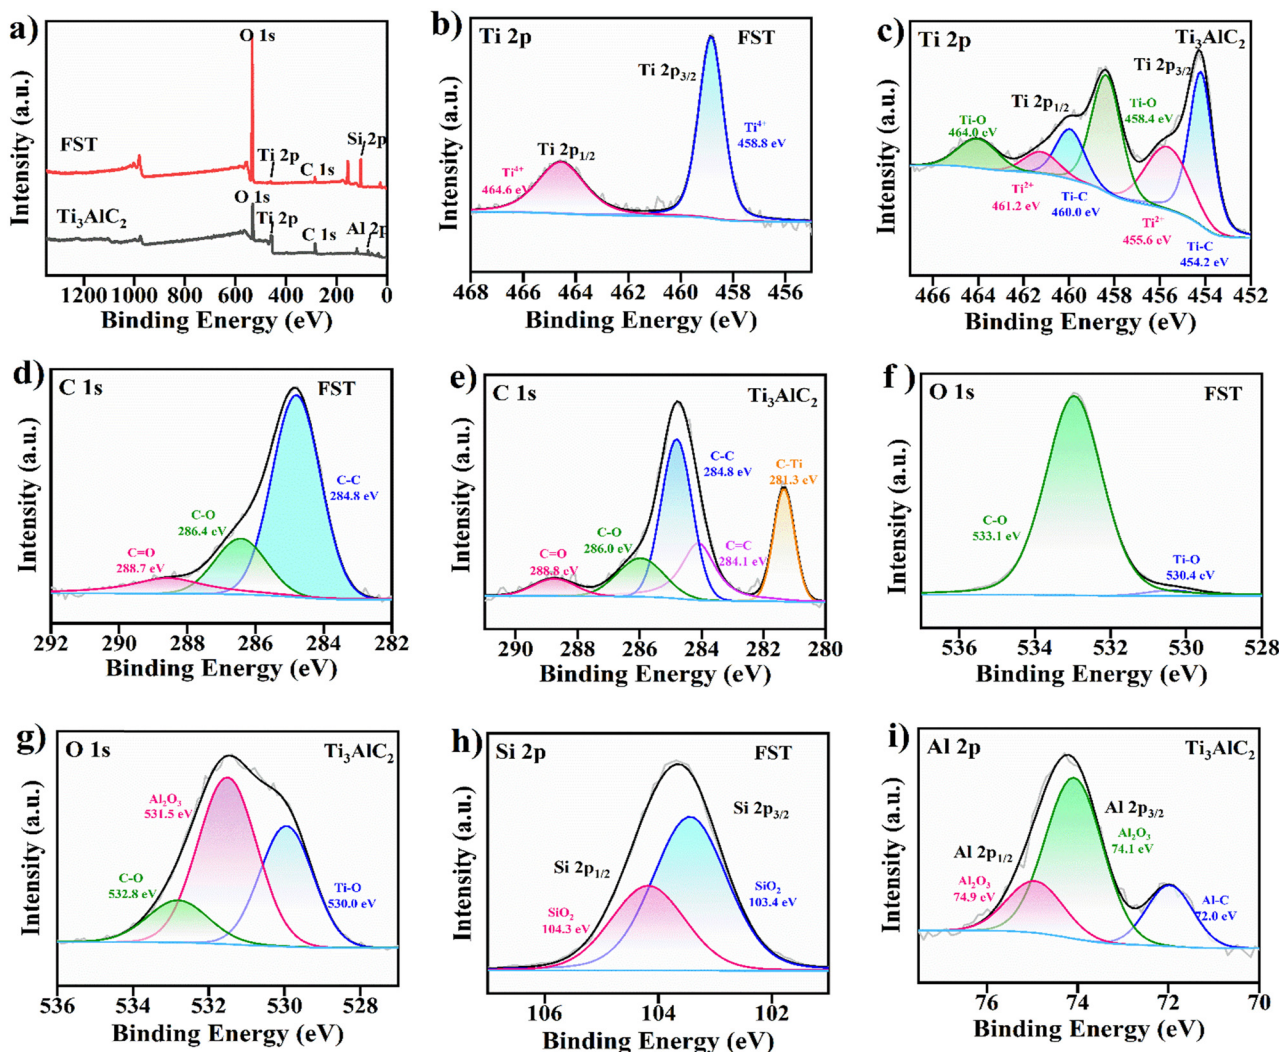 a)
O 1s
FST
Ti 2p
C 1s
Si 2p
O 1s
Ti₃AlC₂
Ti 2p
C 1s
Al 2p
Intensity (a.u.)
1200 1000 800 600 400 200 0
Binding Energy (eV)
b)
Ti 2p
FST
Ti 2p₃/₂
Ti⁴⁺
458.8 eV
Ti 2p₁/₂
Ti⁴⁺
464.6 eV
Intensity (a.u.)
468 466 464 462 460 458 456
Binding Energy (eV)
c)
Ti 2p
Ti₃AlC₂
Ti 2p₃/₂
Ti 2p₁/₂
Ti-O
458.4 eV
Ti-O
464.0 eV
Ti²⁺
461.2 eV
Ti-C
460.0 eV
Ti²⁺
455.6 eV
Ti-C
454.2 eV
Intensity (a.u.)
466 464 462 460 458 456 454 452
Binding Energy (eV)
d)
C 1s
FST
C-C
284.8 eV
C-O
286.4 eV
C=O
288.7 eV
Intensity (a.u.)
292 290 288 286 284 282
Binding Energy (eV)
e)
C 1s
Ti₃AlC₂
C-C
284.8 eV
C-Ti
281.3 eV
C-O
286.0 eV
C=O
288.8 eV
C=C
284.1 eV
Intensity (a.u.)
290 288 286 284 282 280
Binding Energy (eV)
f)
O 1s
FST
C-O
533.1 eV
Ti-O
530.4 eV
Intensity (a.u.)
536 534 532 530 528
Binding Energy (eV)
g)
O 1s
Ti₃AlC₂
Al₂O₃
531.5 eV
C-O
532.8 eV
Ti-O
530.0 eV
Intensity (a.u.)
536 534 532 530 528
Binding Energy (eV)
h)
Si 2p
FST
Si 2p₃/₂
Si 2p₁/₂
SiO₂
103.4 eV
SiO₂
104.3 eV
Intensity (a.u.)
106 104 102
Binding Energy (eV)
i)
Al 2p
Ti₃AlC₂
Al 2p₃/₂
Al₂O₃
74.1 eV
Al 2p₁/₂
Al₂O₃
74.9 eV
Al-C
72.0 eV
Intensity (a.u.)
76 74 72 70
Binding Energy (eV)